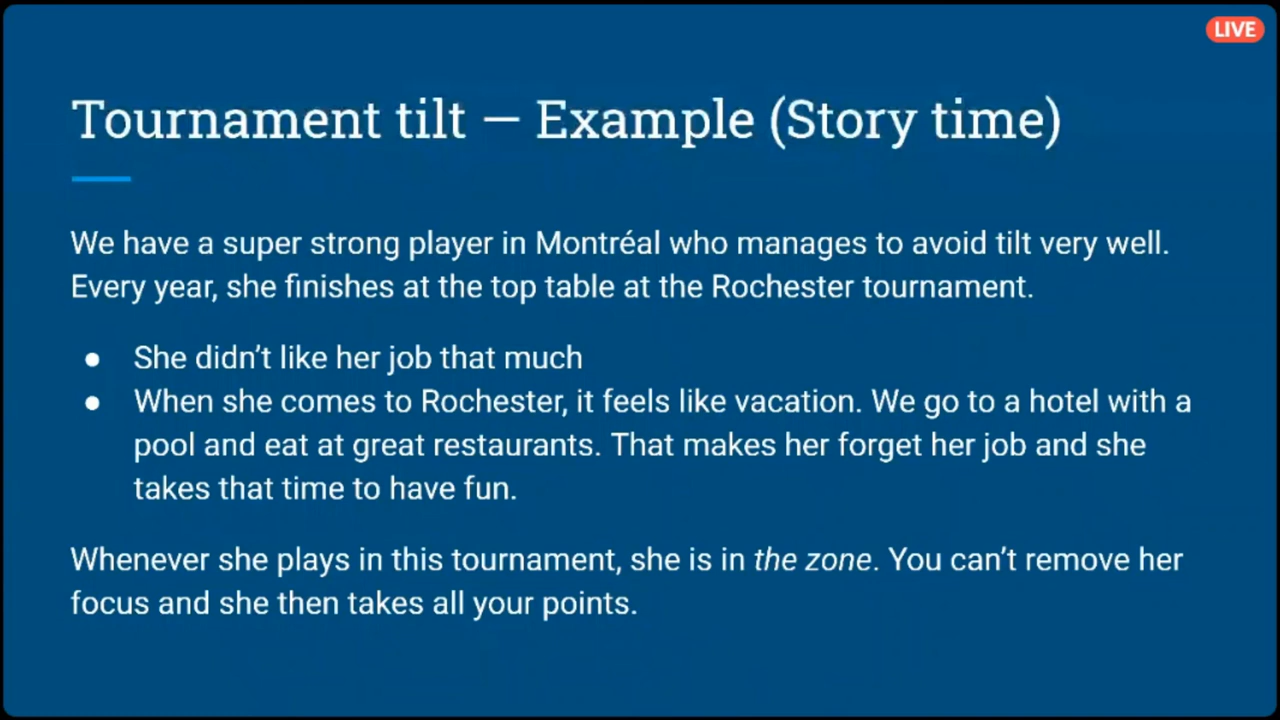 LIVE
Tournament tilt — Example (Story time)
We have a super strong player in Montréal who manages to avoid tilt very well.
Every year, she finishes at the top table at the Rochester tournament.
● She didn’t like her job that much
● When she comes to Rochester, it feels like vacation. We go to a hotel with a
pool and eat at great restaurants. That makes her forget her job and she
takes that time to have fun.
Whenever she plays in this tournament, she is in the zone. You can’t remove her
focus and she then takes all your points.